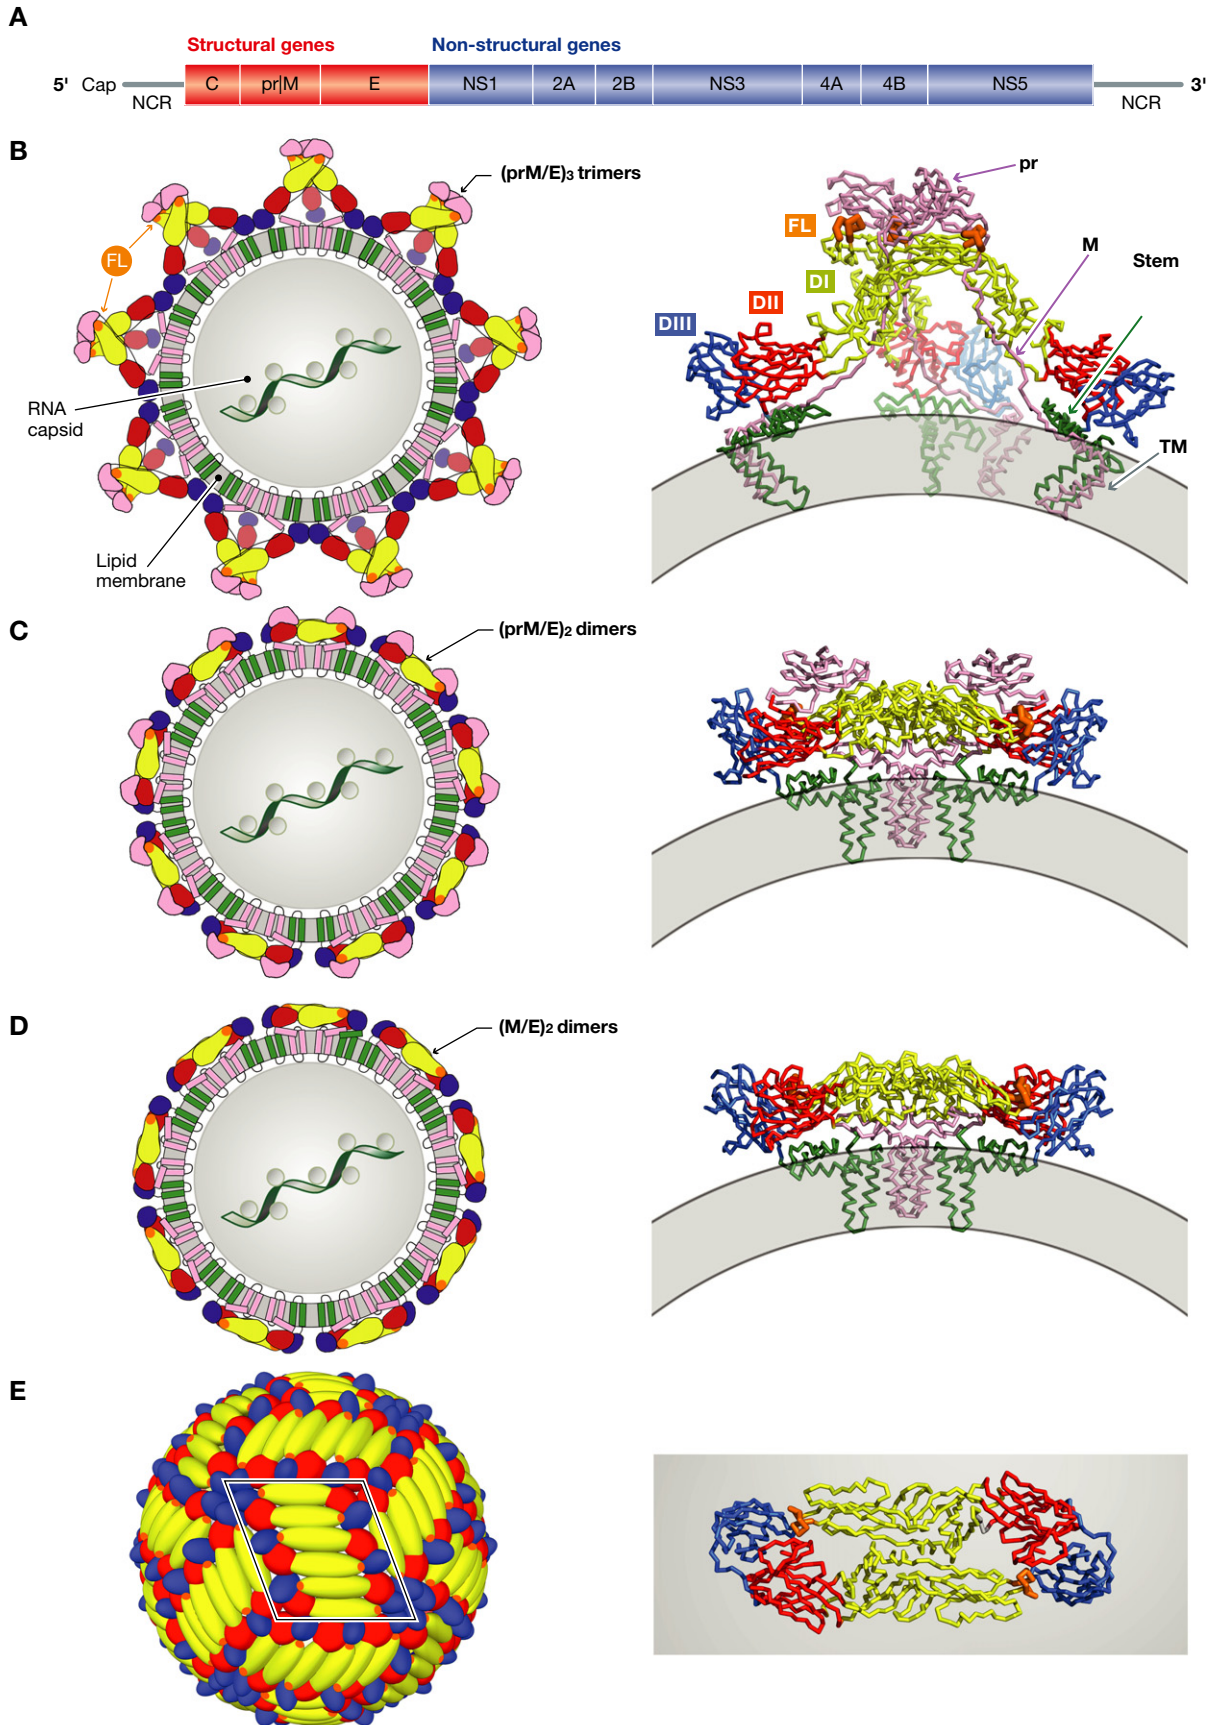 A
Structural genes
Non-structural genes
5' Cap
C
pr|M
E
NS1
2A
2B
NS3
4A
4B
NS5
3'
NCR
NCR
B
(prM/E)3 trimers
FL
RNA
capsid
Lipid
membrane
pr
FL
M
Stem
DI
DII
DIII
TM
C
(prM/E)2 dimers
D
(M/E)2 dimers
E